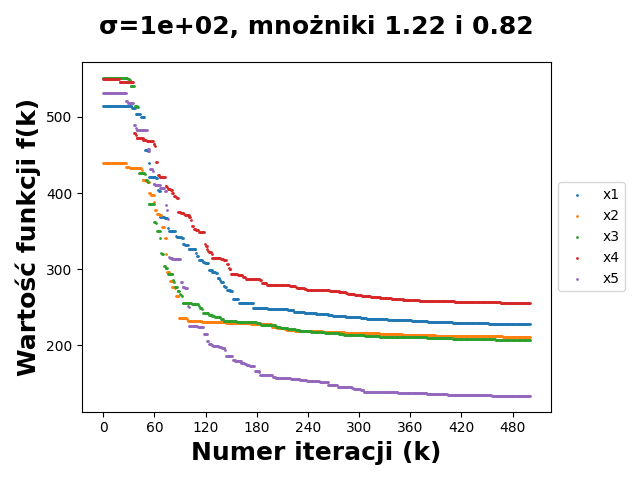 σ=1e+02, mnożniki 1.22 i 0.82
Wartość funkcji f(k)
500
400
300
200
0 60 120 180 240 300 360 420 480
Numer iteracji (k)
x1
x2
x3
x4
x5